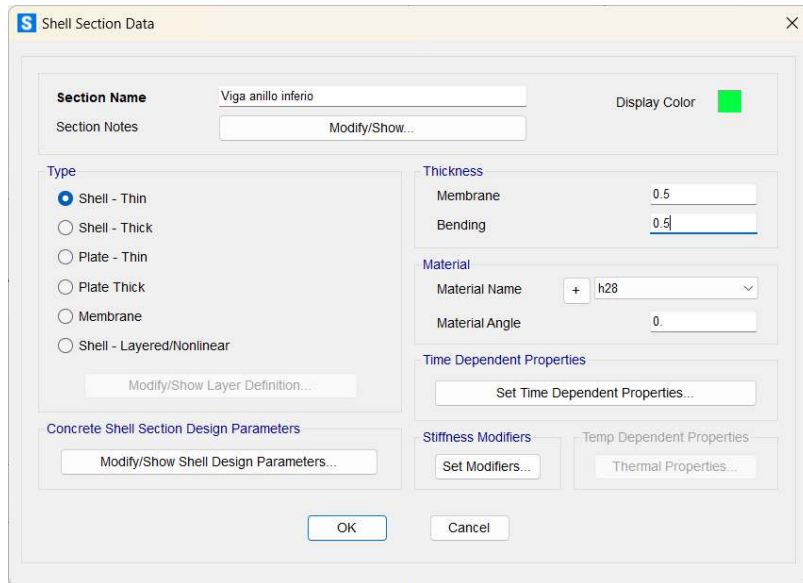 S Shell Section Data
Section Name Viga anillo inferio Display Color
Section Notes Modify/Show...
Type
Shell - Thin
Shell - Thick
Plate - Thin
Plate Thick
Membrane
Shell - Layered/Nonlinear
Modify/Show Layer Definition...
Concrete Shell Section Design Parameters
Modify/Show Shell Design Parameters...
Thickness
Membrane 0.5
Bending 0.5
Material
Material Name + h28
Material Angle 0.
Time Dependent Properties
Set Time Dependent Properties...
Stiffness Modifiers
Set Modifiers...
Temp Dependent Properties
Thermal Properties...
OK Cancel